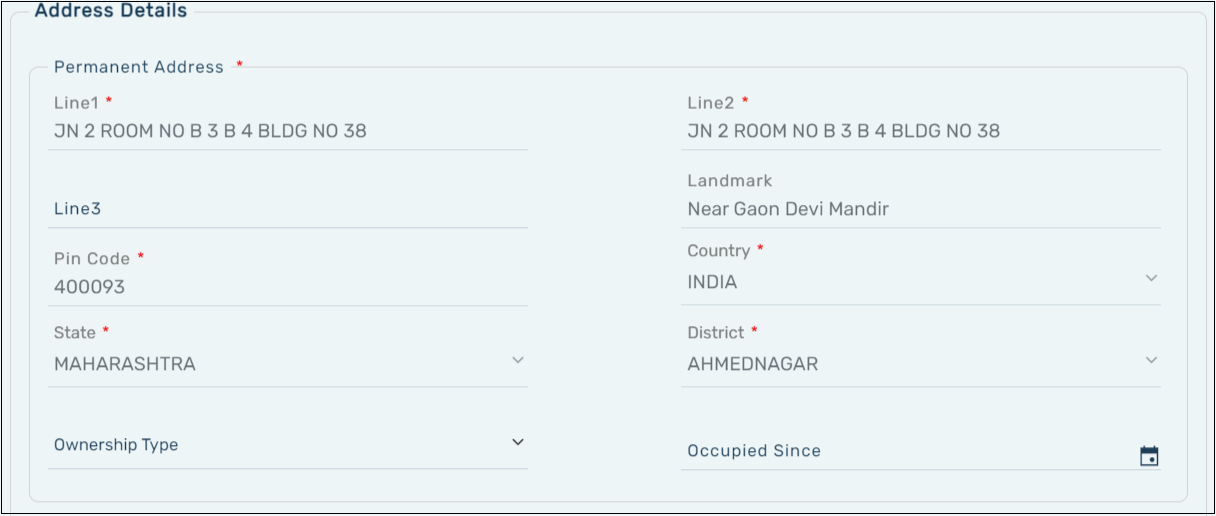 Address Details
Permanent Address *
Line1 *
JN 2 ROOM NO B 3 B 4 BLDG NO 38
Line2 *
JN 2 ROOM NO B 3 B 4 BLDG NO 38
Line3
Landmark
Near Gaon Devi Mandir
Pin Code *
400093
Country *
INDIA
State *
MAHARASHTRA
District *
AHMEDNAGAR
Ownership Type
Occupied Since